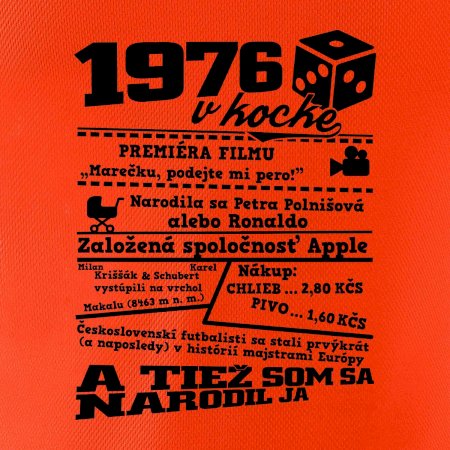 1976
v kocke
PREMIÉRA FILMU
„Marečku, podejte mi pero!”
Narodila sa Petra Polnišová
alebo Ronaldo
Založená spoločnosť Apple
Milan Karel
Kriššák & Schubert
vystúpili na vrchol
Makalu (8463 m n. m.)
Nákup:
CHLIEB ... 2,80 KČS
PIVO ... 1,60 KČS
Československí futbalisti sa stali prvýkrát
(a naposledy) v histórií majstrami Európy
A TIEŽ SOM SA
NARODIL JA